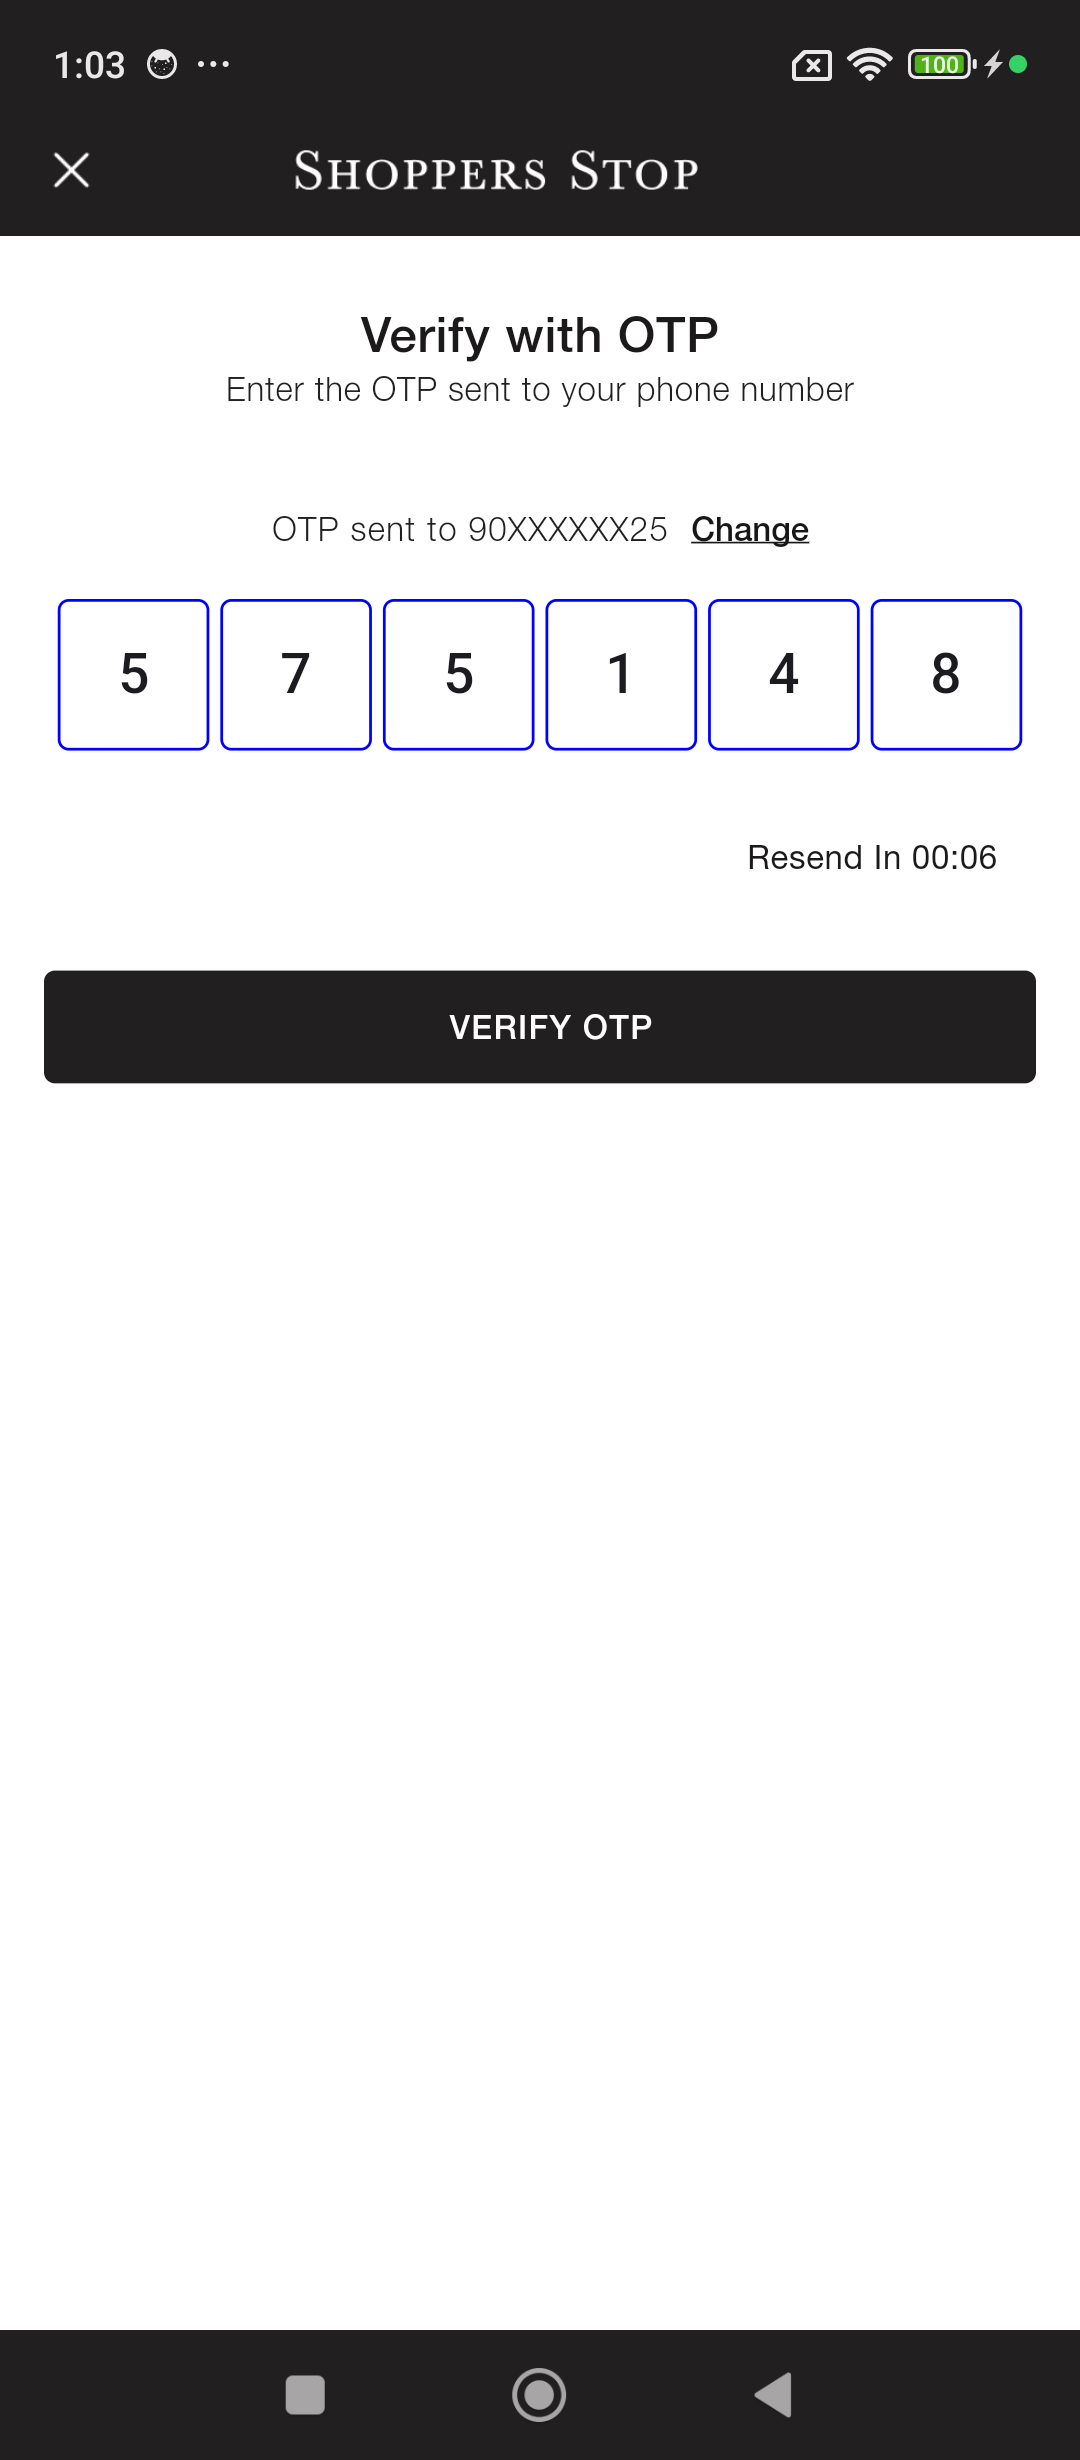 1:03 ... 100
SHOPPERS STOP
Verify with OTP
Enter the OTP sent to your phone number
OTP sent to 90XXXXXX25 Change
5 7 5 1 4 8
Resend In 00:06
VERIFY OTP